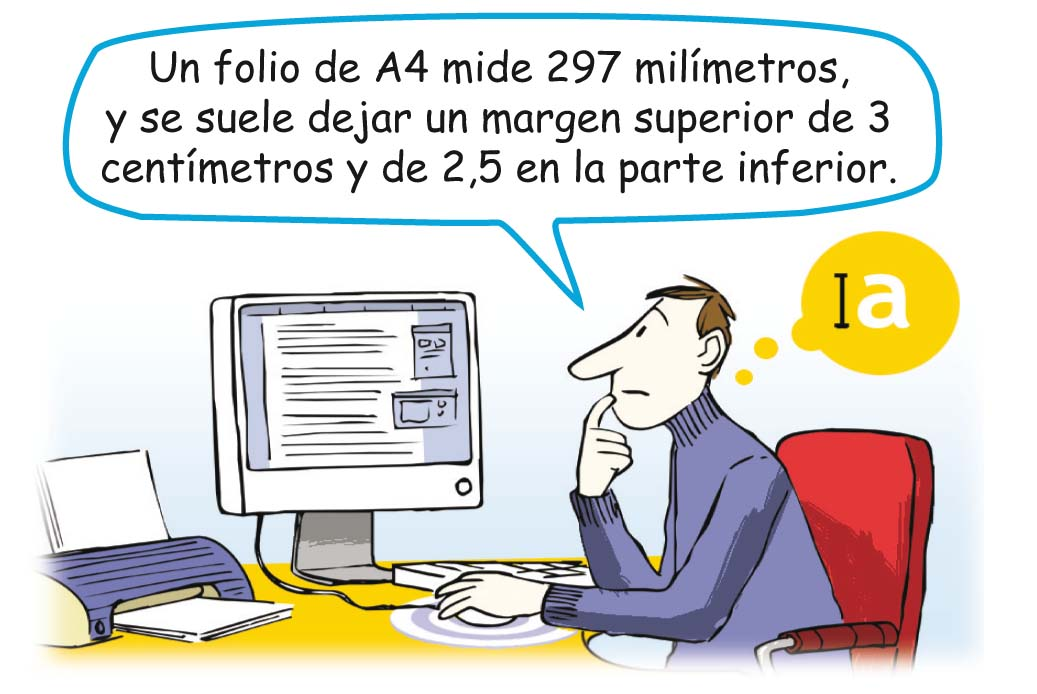 Un folio de A4 mide 297 milímetros,
y se suele dejar un margen superior de 3
centímetros y de 2,5 en la parte inferior.
Ia